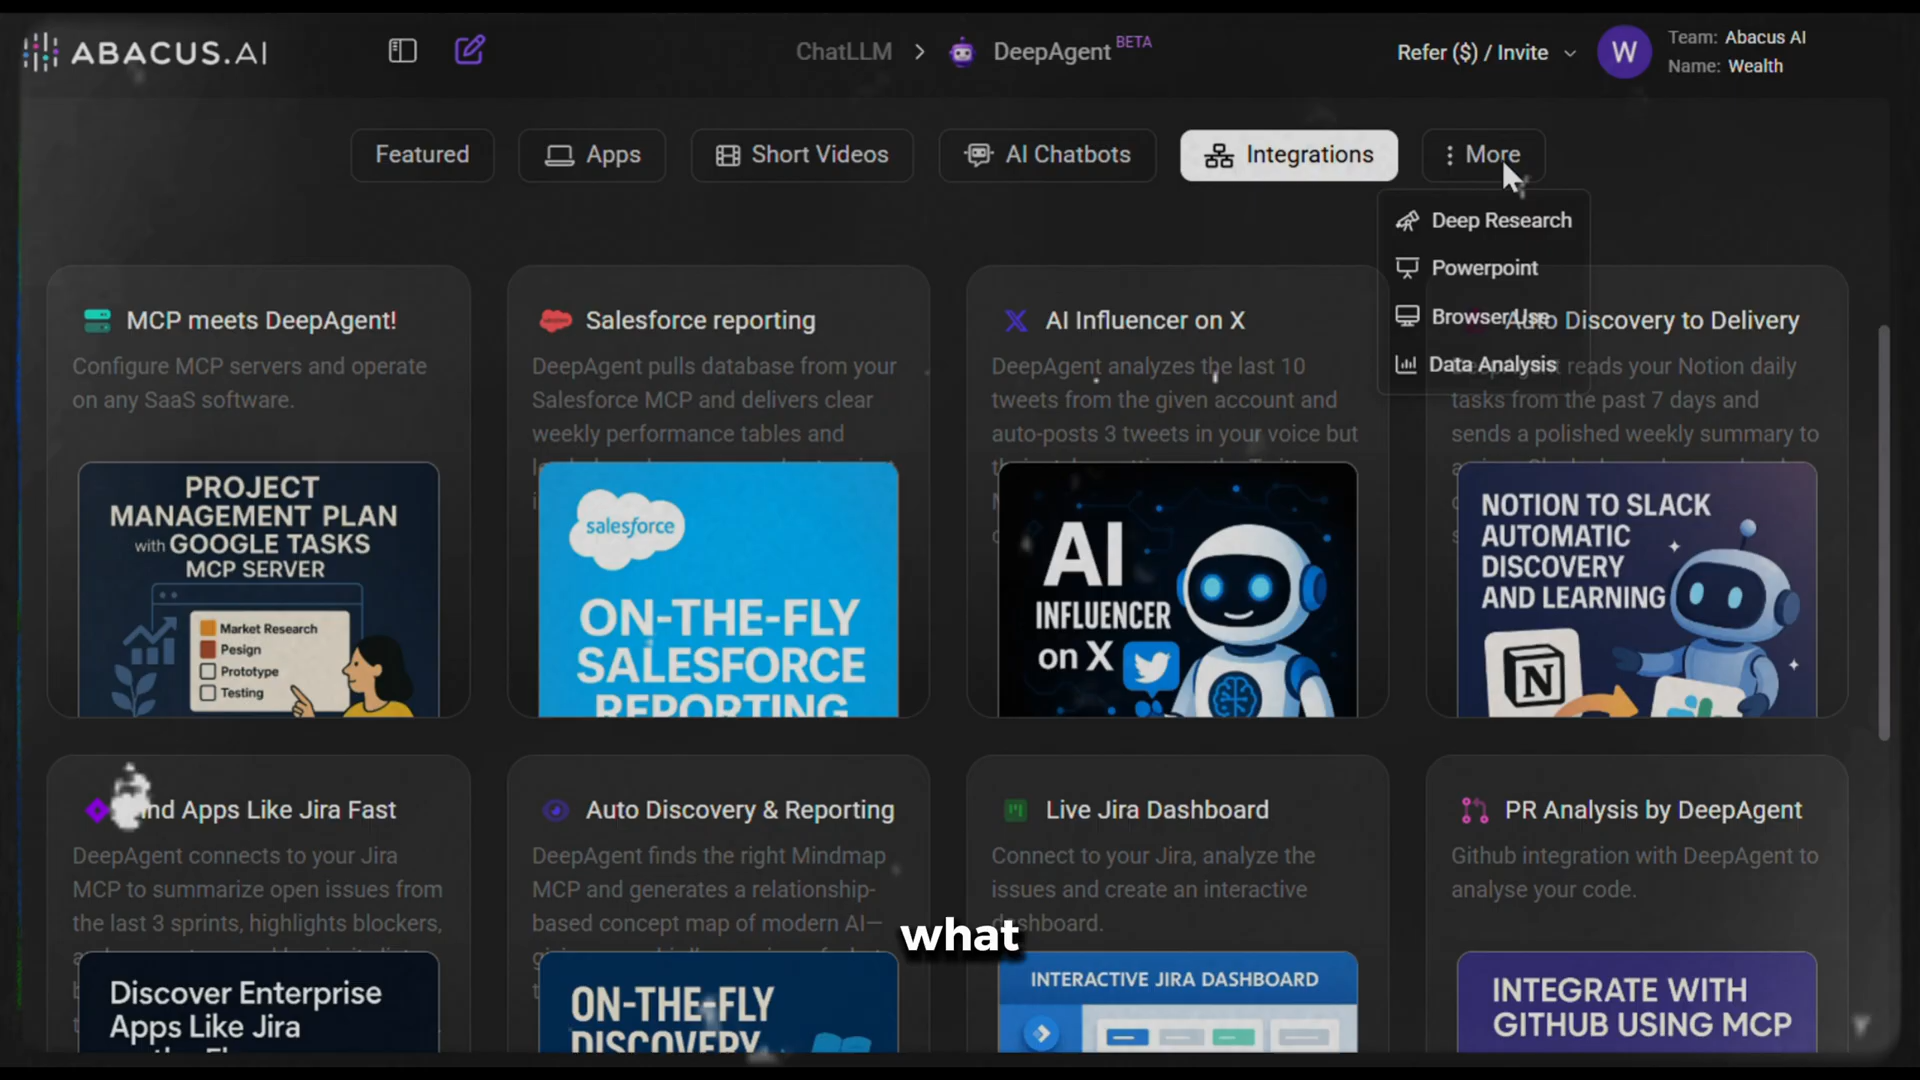 ABACUS.AI
ChatLLM > DeepAgent BETA
Refer ($) / Invite
W
Team: Abacus AI
Name: Wealth
Featured
Apps
Short Videos
AI Chatbots
Integrations
More
Deep Research
Powerpoint
Browser Use
Data Analysis
MCP meets DeepAgent!
Configure MCP servers and operate
on any SaaS software.
PROJECT
MANAGEMENT PLAN
with GOOGLE TASKS
MCP SERVER
Market Research
Pesign
Prototype
Testing
Salesforce reporting
DeepAgent pulls database from your
Salesforce MCP and delivers clear
weekly performance tables and
salesforce
ON-THE-FLY
SALESFORCE
REPORTING
AI Influencer on X
DeepAgent analyzes the last 10
tweets from the given account and
auto-posts 3 tweets in your voice but
AI
INFLUENCER
on X
Auto Discovery to Delivery
DeepAgent reads your Notion daily
tasks from the past 7 days and
sends a polished weekly summary to
NOTION TO SLACK
AUTOMATIC
DISCOVERY
AND LEARNING
N
Find Apps Like Jira Fast
DeepAgent connects to your Jira
MCP to summarize open issues from
the last 3 sprints, highlights blockers,
Discover Enterprise
Apps Like Jira
Auto Discovery & Reporting
DeepAgent finds the right Mindmap
MCP and generates a relationship-
based concept map of modern AI—
ON-THE-FLY
DISCOVERY
Live Jira Dashboard
Connect to your Jira, analyze the
issues and create an interactive
dashboard.
INTERACTIVE JIRA DASHBOARD
PR Analysis by DeepAgent
Github integration with DeepAgent to
analyse your code.
INTEGRATE WITH
GITHUB USING MCP
what